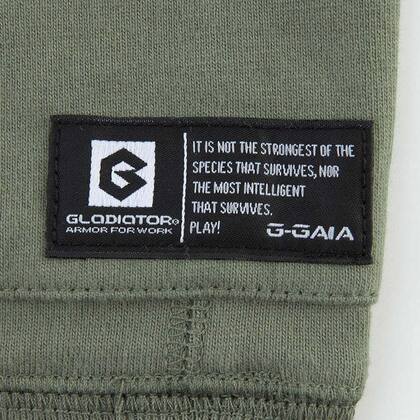 G
GLADIATOR®
ARMOR FOR WORK
IT IS NOT THE STRONGEST OF THE
SPECIES THAT SURVIVES, NOR
THE MOST INTELLIGENT
THAT SURVIVES.
PLAY!
G-GAIA